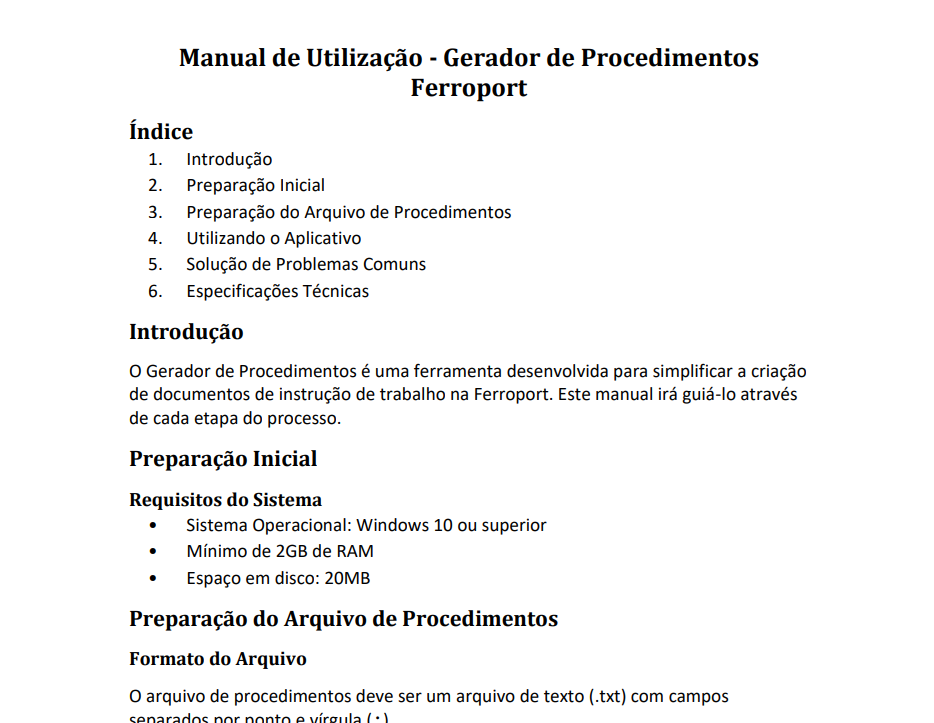 Manual de Utilização - Gerador de Procedimentos
Ferroport
Índice
1. Introdução
2. Preparação Inicial
3. Preparação do Arquivo de Procedimentos
4. Utilizando o Aplicativo
5. Solução de Problemas Comuns
6. Especificações Técnicas
Introdução
O Gerador de Procedimentos é uma ferramenta desenvolvida para simplificar a criação
de documentos de instrução de trabalho na Ferroport. Este manual irá guiá-lo através
de cada etapa do processo.
Preparação Inicial
Requisitos do Sistema
• Sistema Operacional: Windows 10 ou superior
• Mínimo de 2GB de RAM
• Espaço em disco: 20MB
Preparação do Arquivo de Procedimentos
Formato do Arquivo
O arquivo de procedimentos deve ser um arquivo de texto (.txt) com campos
separados por ponto e vírgula (;)